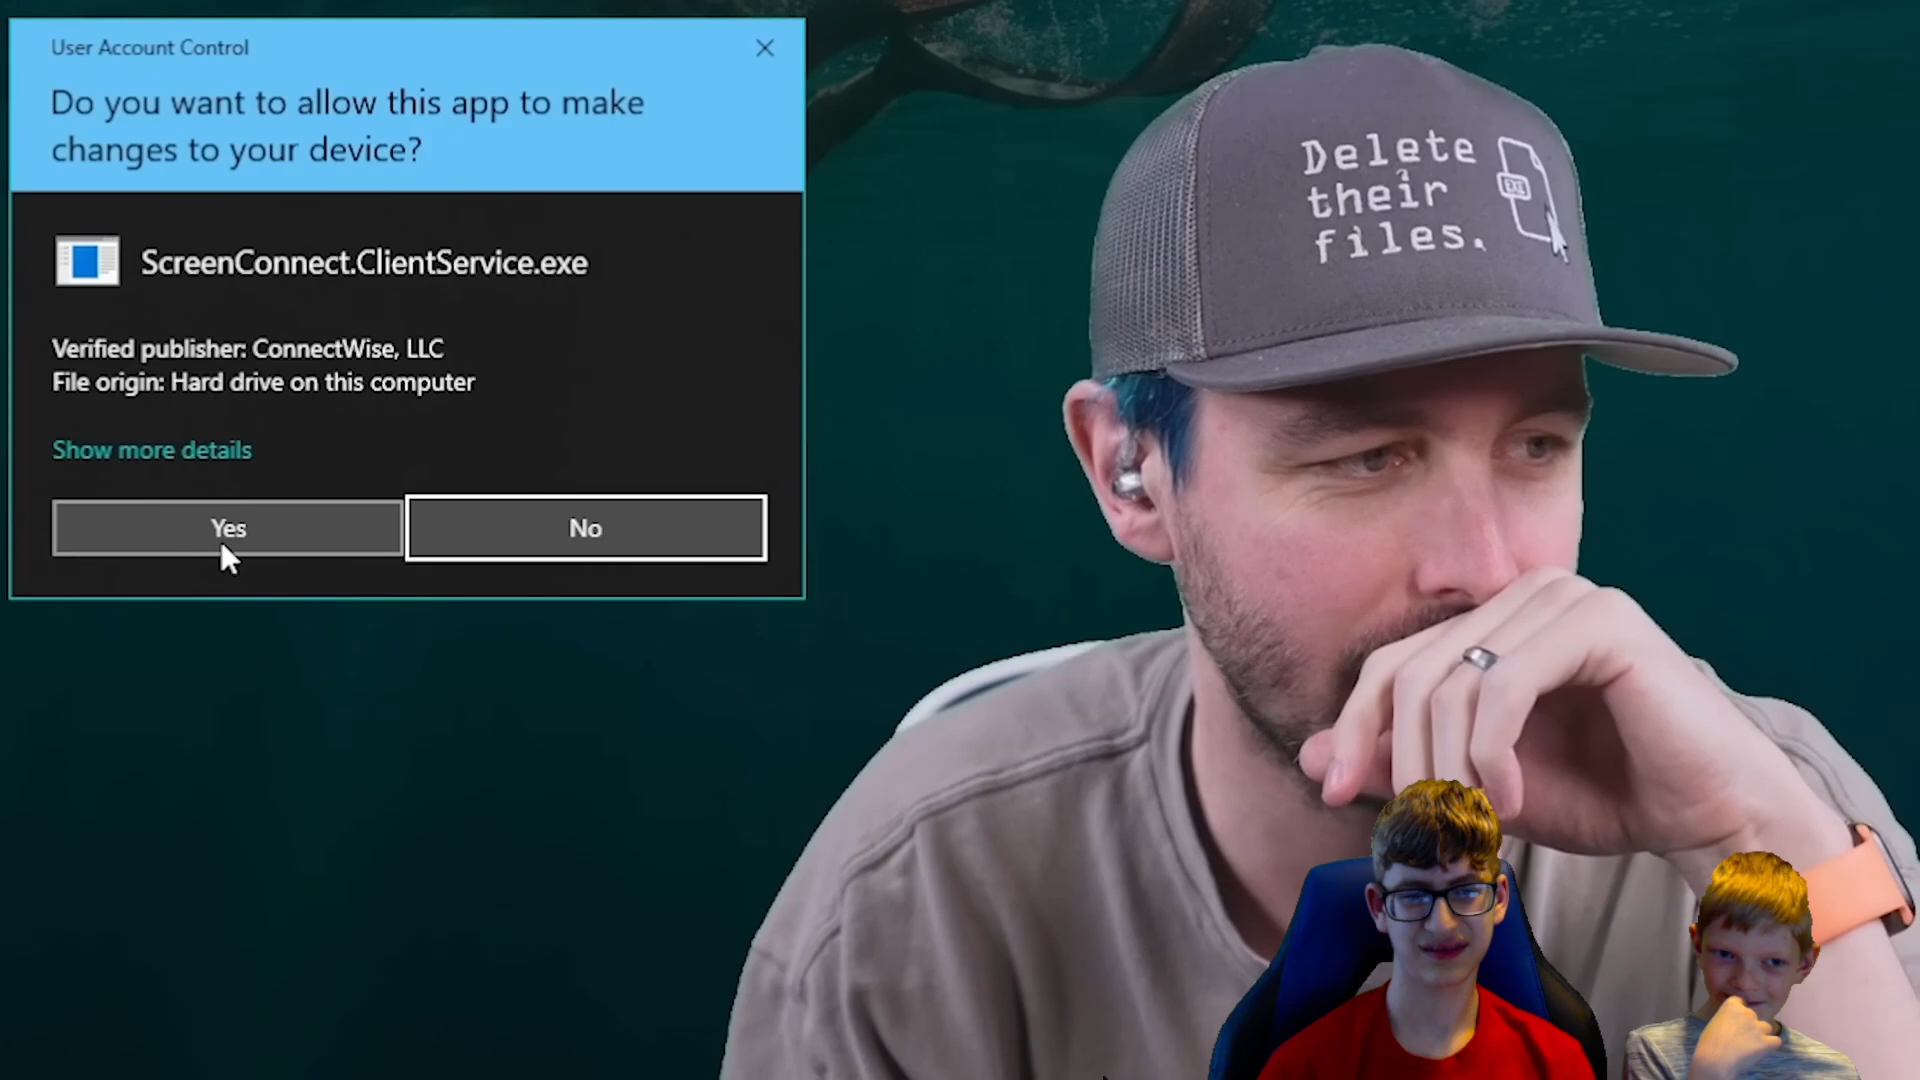 User Account Control
Do you want to allow this app to make
changes to your device?
ScreenConnect.ClientService.exe
Verified publisher: ConnectWise, LLC
File origin: Hard drive on this computer
Show more details
Yes
No
Delete
their
files.
EXE